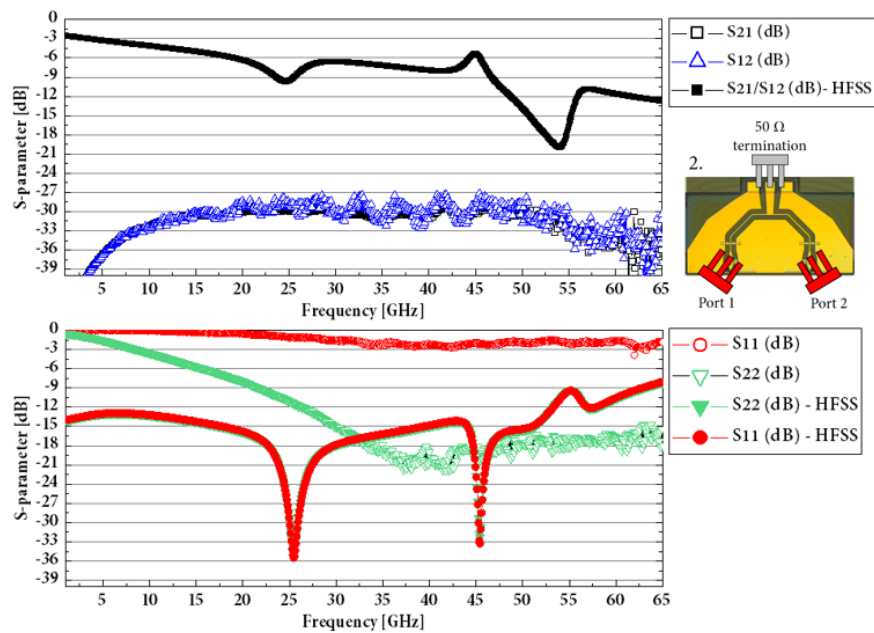 0
-3
-6
-9
-12
-15
-18
-21
-24
-27
-30
-33
-36
-39
S-parameter [dB]
5 10 15 20 25 30 35 40 45 50 55 60 65
Frequency [GHz]
S21 (dB)
S12 (dB)
S21/S12 (dB)- HFSS
50 Ω
2. termination
Port 1 Port 2
0
-3
-6
-9
-12
-15
-18
-21
-24
-27
-30
-33
-36
-39
S-parameter [dB]
5 10 15 20 25 30 35 40 45 50 55 60 65
Frequency [GHz]
S11 (dB)
S22 (dB)
S22 (dB) - HFSS
S11 (dB) - HFSS